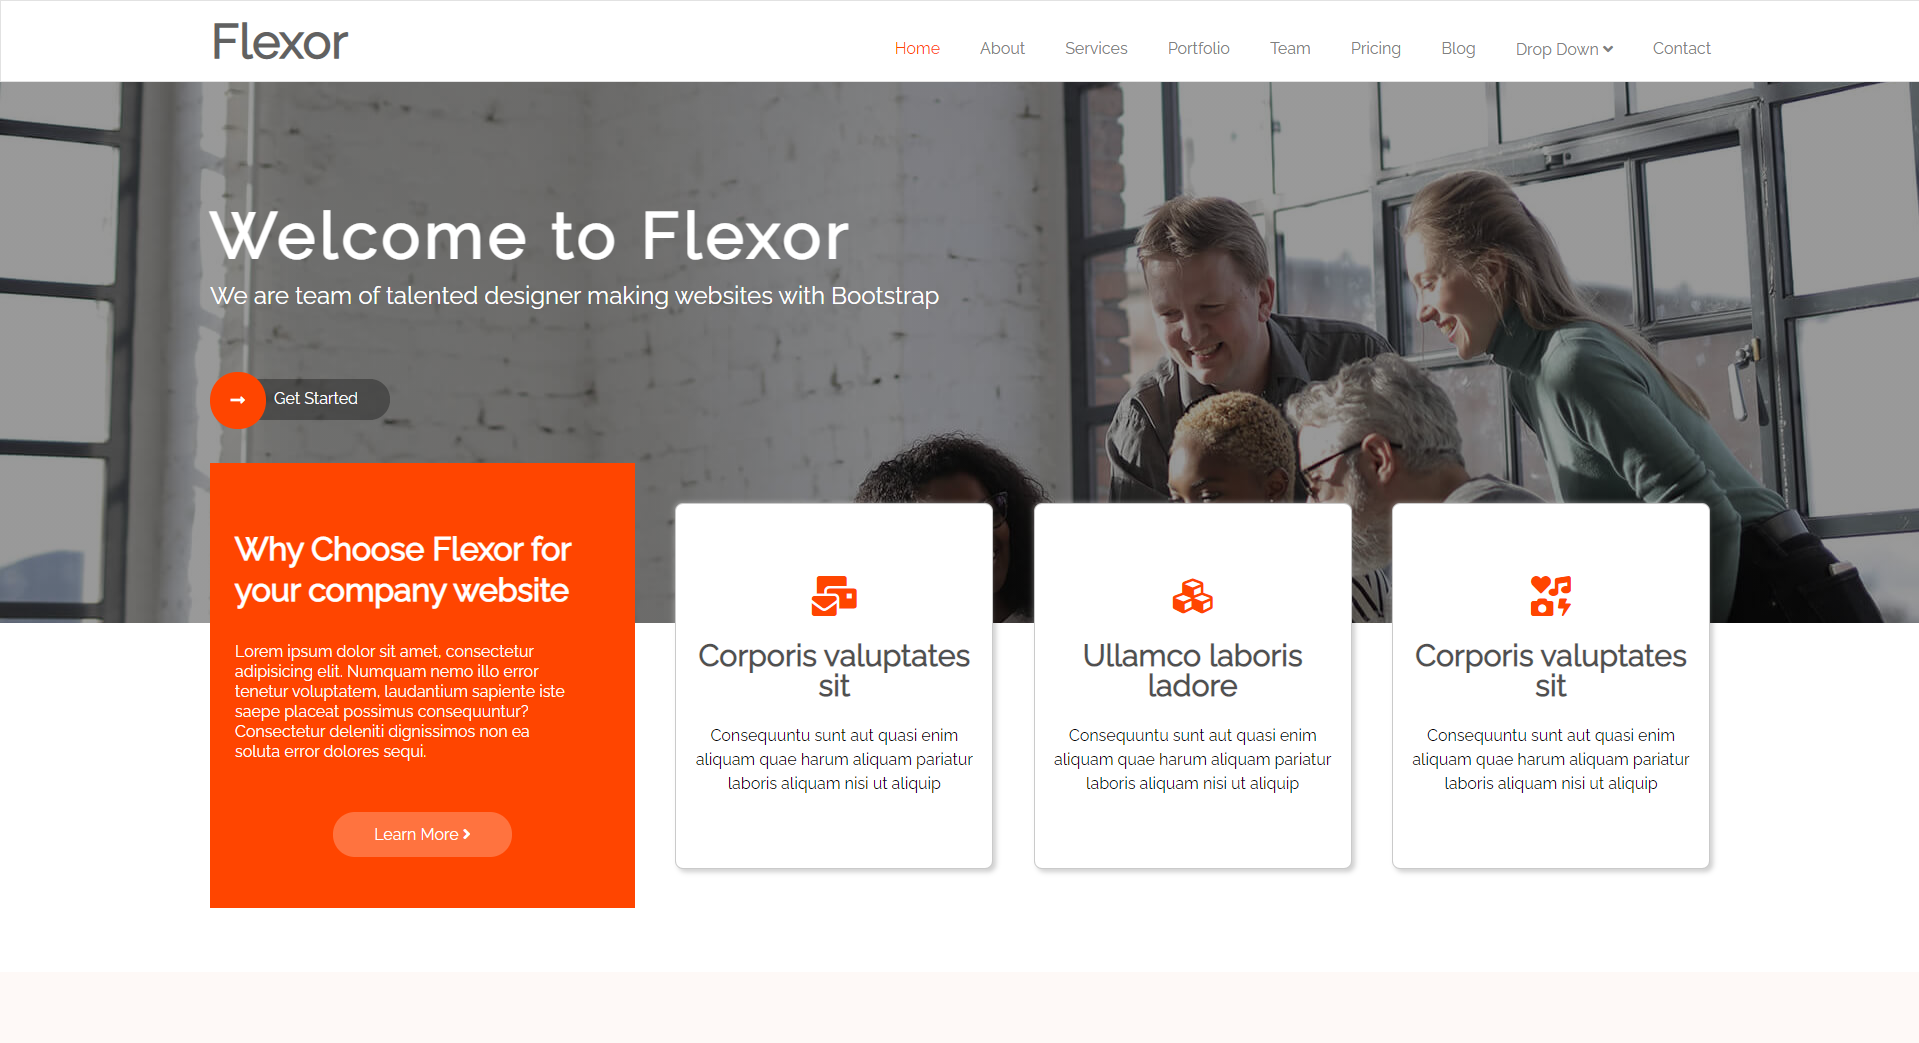 Flexor
Home
About
Services
Portfolio
Team
Pricing
Blog
Drop Down
Contact
Welcome to Flexor
We are team of talented designer making websites with Bootstrap
Get Started
Why Choose Flexor for
your company website
Lorem ipsum dolor sit amet, consectetur
adipisicing elit. Numquam nemo illo error
tenetur voluptatem, laudantium sapiente iste
saepe placeat possimus consequuntur?
Consectetur deleniti dignissimos non ea
soluta error dolores sequi.
Learn More
Corporis valuptates
sit
Consequuntu sunt aut quasi enim
aliquam quae harum aliquam pariatur
laboris aliquam nisi ut aliquip
Ullamco laboris
ladore
Consequuntu sunt aut quasi enim
aliquam quae harum aliquam pariatur
laboris aliquam nisi ut aliquip
Corporis valuptates
sit
Consequuntu sunt aut quasi enim
aliquam quae harum aliquam pariatur
laboris aliquam nisi ut aliquip